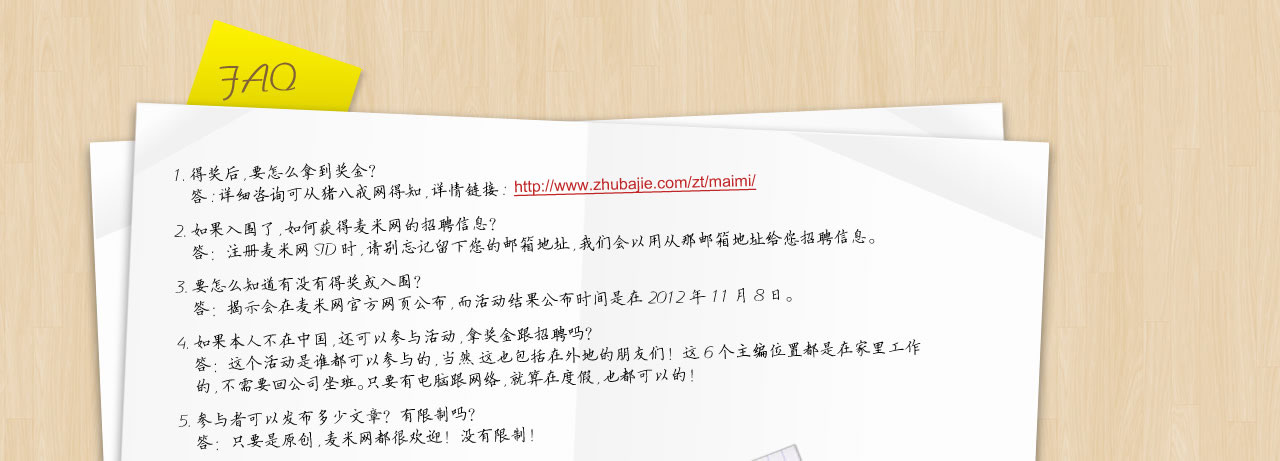 FAQ
1. 得奖后,要怎么拿到奖金?
答:详细咨询可从猪八戒网得知,详情链接: http://www.zhubajie.com/zt/maimi/
2. 如果入围了,如何获得麦米网的招聘信息?
答: 注册麦米网ID时,请别忘记留下您的邮箱地址,我们会以用从那邮箱地址给您招聘信息。
3. 要怎么知道有没有得奖或入围?
答: 揭示会在麦米网官方网页公布,而活动结果公布时间是在2012年11月8日。
4. 如果本人不在中国,还可以参与活动,拿奖金跟招聘吗?
答: 这个活动是谁都可以参与的,当然这也包括在外地的朋友们! 这6个主编位置都是在家里工作
的,不需要回公司坐班。只要有电脑跟网络,就算在度假,也都可以的!
5. 参与者可以发布多少文章? 有限制吗?
答: 只要是原创,麦米网都很欢迎! 没有限制!